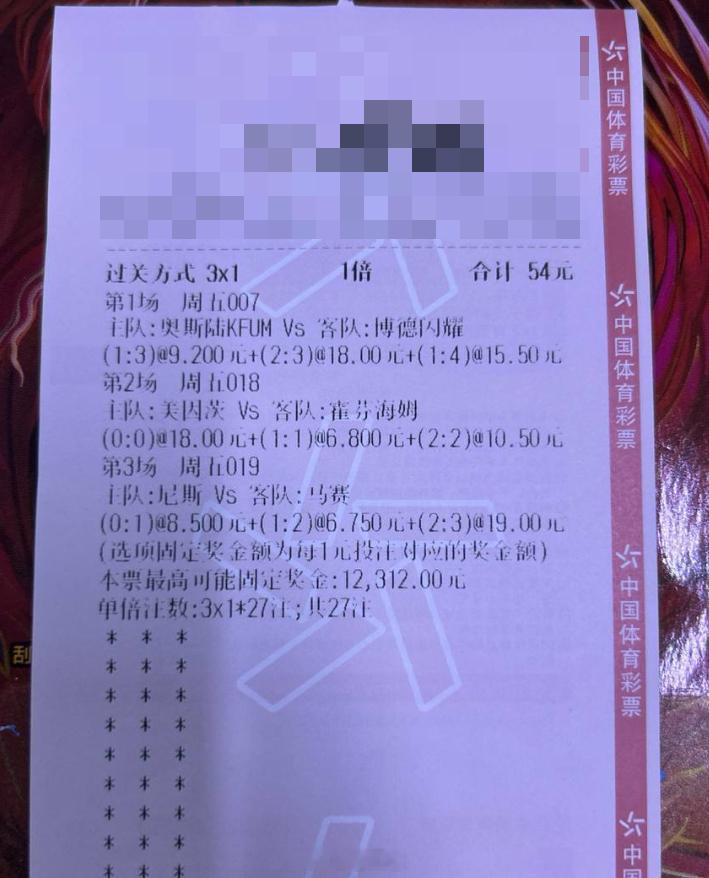 过关方式 3x1 1倍 合计 54元
第1场 周五007
主队:奥斯陆KFUM Vs 客队:博德闪耀
(1:3)@9.200元+(2:3)@18.00元+(1:4)@15.50元
第2场 周五018
主队:美因茨 Vs 客队:霍芬海姆
(0:0)@18.00元+(1:1)@6.800元+(2:2)@10.50元
第3场 周五019
主队:尼斯 Vs 客队:马赛
(0:1)@8.500元+(1:2)@6.750元+(2:3)@19.00元
(选项固定奖金额为每1元投注对应的奖金额)
本票最高可能固定奖金:12,312.00元
单倍注数:3x1*27注;共27注
* * *
* * *
* * *
* * *
* * *
* * *
* * *
* * *
* * *
中国体育彩票
中国体育彩票
中国体育彩票
中国
刮